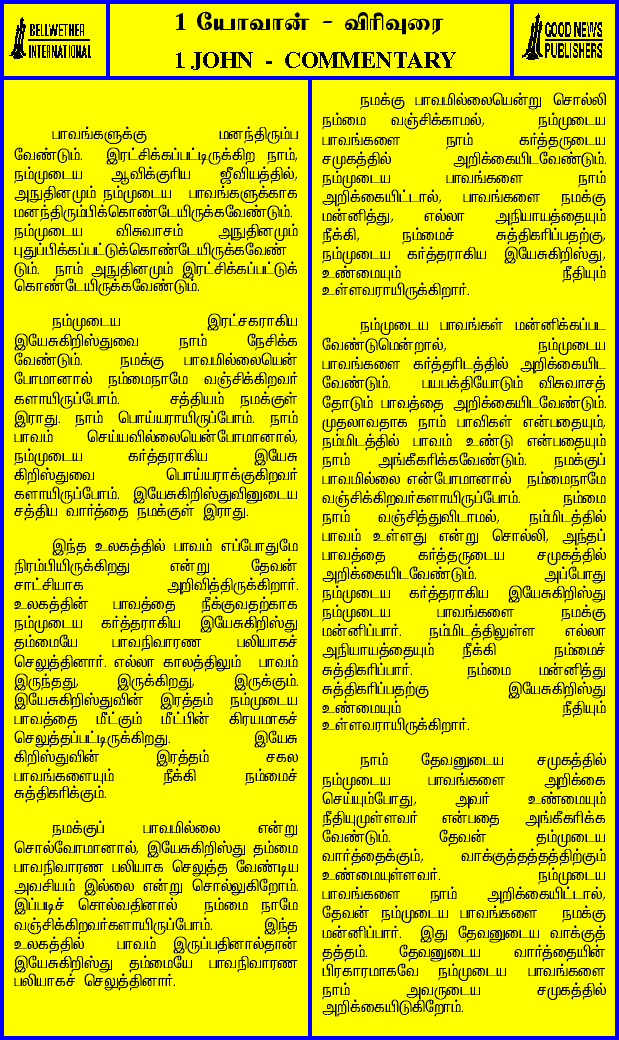 BELLWETHER
INTERNATIONAL
1 யோவான் - விரிவுரை
1 JOHN - COMMENTARY
GOOD NEWS
PUBLISHERS
பாவங்களுக்கு மனந்திரும்ப
வேண்டும். இரட்சிக்கப்பட்டிருக்கிற நாம்,
நம்முடைய ஆவிக்குரிய ஜீவியத்தில்,
அநுதினமும் நம்முடைய பாவங்களுக்காக
மனந்திரும்பிக்கொண்டேயிருக்கவேண்டும்.
நம்முடைய விசுவாசம் அநுதினமும்
புதுப்பிக்கப்பட்டுக்கொண்டேயிருக்கவேண்
டும். நாம் அநுதினமும் இரட்சிக்கப்பட்டுக்
கொண்டேயிருக்கவேண்டும்.
நம்முடைய இரட்சகராகிய
இயேசுகிறிஸ்துவை நாம் நேசிக்க
வேண்டும். நமக்கு பாவமில்லையென்
போமானால் நம்மைநாமே வஞ்சிக்கிறவர்
களாயிருப்போம். சத்தியம் நமக்குள்
இராது. நாம் பொய்யராயிருப்போம். நாம்
பாவம் செய்யவில்லையென்போமானால்,
நம்முடைய கர்த்தராகிய இயேசு
கிறிஸ்துவை பொய்யராக்குகிறவர்
களாயிருப்போம். இயேசுகிறிஸ்துவினுடைய
சத்திய வார்த்தை நமக்குள் இராது.
இந்த உலகத்தில் பாவம் எப்போதுமே
நிரம்பியிருக்கிறது என்று தேவன்
சாட்சியாக அறிவித்திருக்கிறார்.
உலகத்தின் பாவத்தை நீக்குவதற்காக
நம்முடைய கர்த்தராகிய இயேசுகிறிஸ்து
தம்மையே பாவநிவாரண பலியாகச்
செலுத்தினார். எல்லா காலத்திலும் பாவம்
இருந்தது, இருக்கிறது, இருக்கும்.
இயேசுகிறிஸ்துவின் இரத்தம் நம்முடைய
பாவத்தை மீட்கும் மீட்பின் கிரயமாகச்
செலுத்தப்பட்டிருக்கிறது. இயேசு
கிறிஸ்துவின் இரத்தம் சகல
பாவங்களையும் நீக்கி நம்மைச்
சுத்திகரிக்கும்.
நமக்குப் பாவமில்லை என்று
சொல்வோமானால், இயேசுகிறிஸ்து தம்மை
பாவநிவாரண பலியாக செலுத்த வேண்டிய
அவசியம் இல்லை என்று சொல்லுகிறோம்.
இப்படிச் சொல்வதினால் நம்மை நாமே
வஞ்சிக்கிறவர்களாயிருப்போம். இந்த
உலகத்தில் பாவம் இருப்பதினால்தான்
இயேசுகிறிஸ்து தம்மையே பாவநிவாரண
பலியாகச் செலுத்தினார்.
நமக்கு பாவமில்லையென்று சொல்லி
நம்மை வஞ்சிக்காமல், நம்முடைய
பாவங்களை நாம் கர்த்தருடைய
சமுகத்தில் அறிக்கையிடவேண்டும்.
நம்முடைய பாவங்களை நாம்
அறிக்கையிட்டால், பாவங்களை நமக்கு
மன்னித்து, எல்லா அநியாயத்தையும்
நீக்கி, நம்மைச் சுத்திகரிப்பதற்கு,
நம்முடைய கர்த்தராகிய இயேசுகிறிஸ்து,
உண்மையும் நீதியும்
உள்ளவராயிருக்கிறார்.
நம்முடைய பாவங்கள் மன்னிக்கப்பட
வேண்டுமென்றால், நம்முடைய
பாவங்களை கர்த்தரிடத்தில் அறிக்கையிட
வேண்டும். பயபக்தியோடும் விசுவாசத்
தோடும் பாவத்தை அறிக்கையிடவேண்டும்.
முதலாவதாக நாம் பாவிகள் என்பதையும்,
நம்மிடத்தில் பாவம் உண்டு என்பதையும்
நாம் அங்கீகரிக்கவேண்டும். நமக்குப்
பாவமில்லை என்போமானால் நம்மைநாமே
வஞ்சிக்கிறவர்களாயிருப்போம். நம்மை
நாம் வஞ்சித்துவிடாமல், நம்மிடத்தில்
பாவம் உள்ளது என்று சொல்லி, அந்தப்
பாவத்தை கர்த்தருடைய சமுகத்தில்
அறிக்கையிடவேண்டும். அப்போது
நம்முடைய கர்த்தராகிய இயேசுகிறிஸ்து
நம்முடைய பாவங்களை நமக்கு
மன்னிப்பார். நம்மிடத்திலுள்ள எல்லா
அநியாயத்தையும் நீக்கி நம்மைச்
சுத்திகரிப்பார். நம்மை மன்னித்து
சுத்திகரிப்பதற்கு இயேசுகிறிஸ்து
உண்மையும் நீதியும்
உள்ளவராயிருக்கிறார்.
நாம் தேவனுடைய சமுகத்தில்
நம்முடைய பாவங்களை அறிக்கை
செய்யும்போது, அவர் உண்மையும்
நீதியுமுள்ளவர் என்பதை அங்கீகரிக்க
வேண்டும். தேவன் தம்முடைய
வார்த்தைக்கும், வாக்குத்தத்தத்திற்கும்
உண்மையுள்ளவர். நம்முடைய
பாவங்களை நாம் அறிக்கையிட்டால்,
தேவன் நம்முடைய பாவங்களை நமக்கு
மன்னிப்பார். இது தேவனுடைய வாக்குத்
தத்தம். தேவனுடைய வார்த்தையின்
பிரகாரமாகவே நம்முடைய பாவங்களை
நாம் அவருடைய சமுகத்தில்
அறிக்கையிடுகிறோம்.